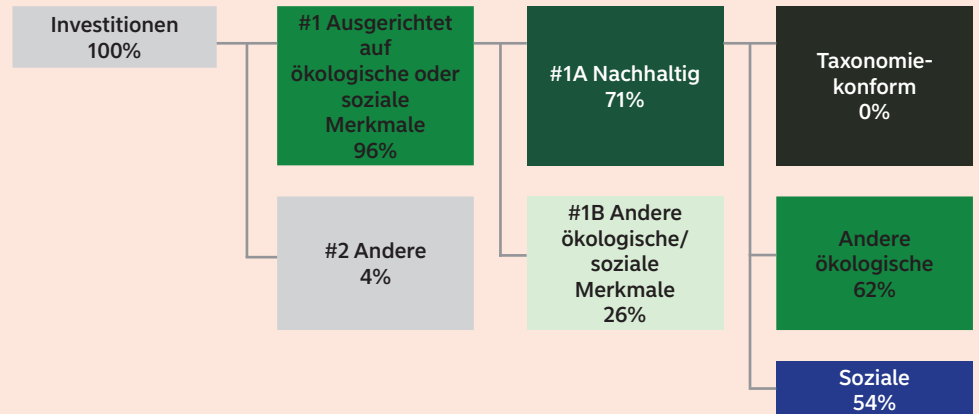 Investitionen
100%
#1 Ausgerichtet
auf
ökologische oder
soziale
Merkmale
96%
#1A Nachhaltig
71%
Taxonomie-
konform
0%
#2 Andere
4%
#1B Andere
ökologische/
soziale
Merkmale
26%
Andere
ökologische
62%
Soziale
54%